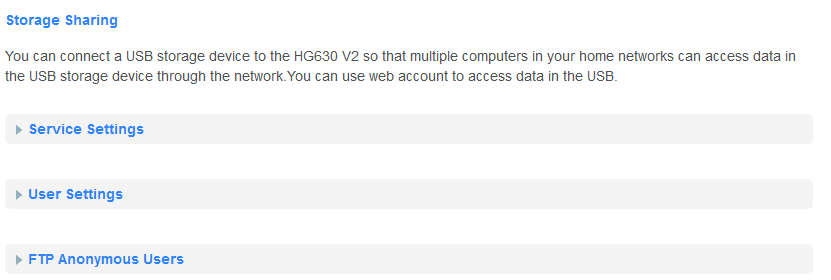 Storage Sharing
You can connect a USB storage device to the HG630 V2 so that multiple computers in your home networks can access data in
the USB storage device through the network.You can use web account to access data in the USB.
Service Settings
User Settings
FTP Anonymous Users